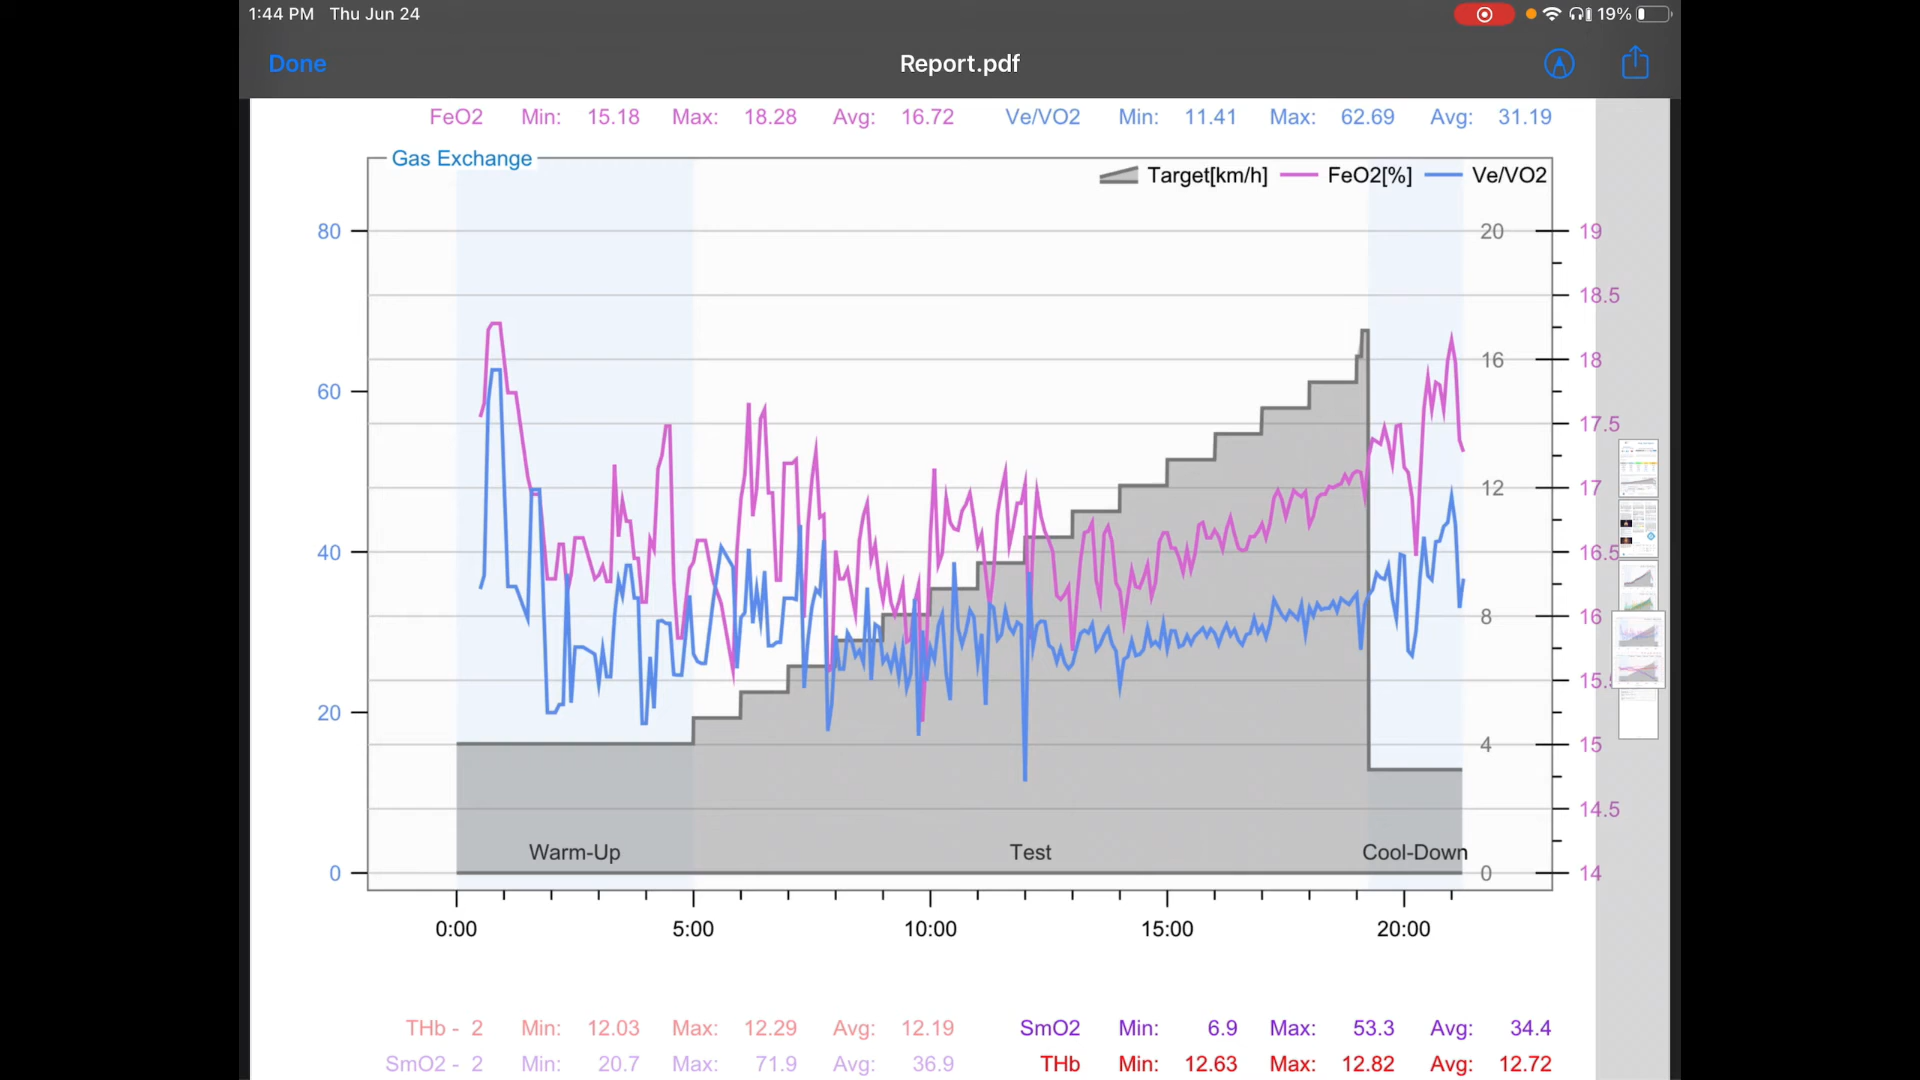 1:44 PM Thu Jun 24 19%
Done Report.pdf
FeO2 Min: 15.18 Max: 18.28 Avg: 16.72 Ve/VO2 Min: 11.41 Max: 62.69 Avg: 31.19
Gas Exchange
Target[km/h] FeO2[%] Ve/VO2
80 20 19
18.5
60 16 18
17.5
12 17
40 16.5
8 16
20 15.
4 15
14.5
Warm-Up Test Cool-Down
0 0 14
0:00 5:00 10:00 15:00 20:00
THb - 2 Min: 12.03 Max: 12.29 Avg: 12.19 SmO2 Min: 6.9 Max: 53.3 Avg: 34.4
SmO2 - 2 Min: 20.7 Max: 71.9 Avg: 36.9 THb Min: 12.63 Max: 12.82 Avg: 12.72